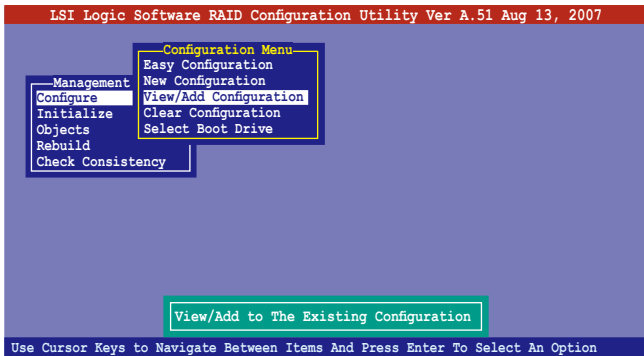 LSI Logic Software RAID Configuration Utility Ver A.51 Aug 13, 2007
Configuration Menu
Easy Configuration
New Configuration
View/Add Configuration
Clear Configuration
Select Boot Drive
Management
Configure
Initialize
Objects
Rebuild
Check Consistency
View/Add to The Existing Configuration
Use Cursor Keys to Navigate Between Items And Press Enter To Select An Option